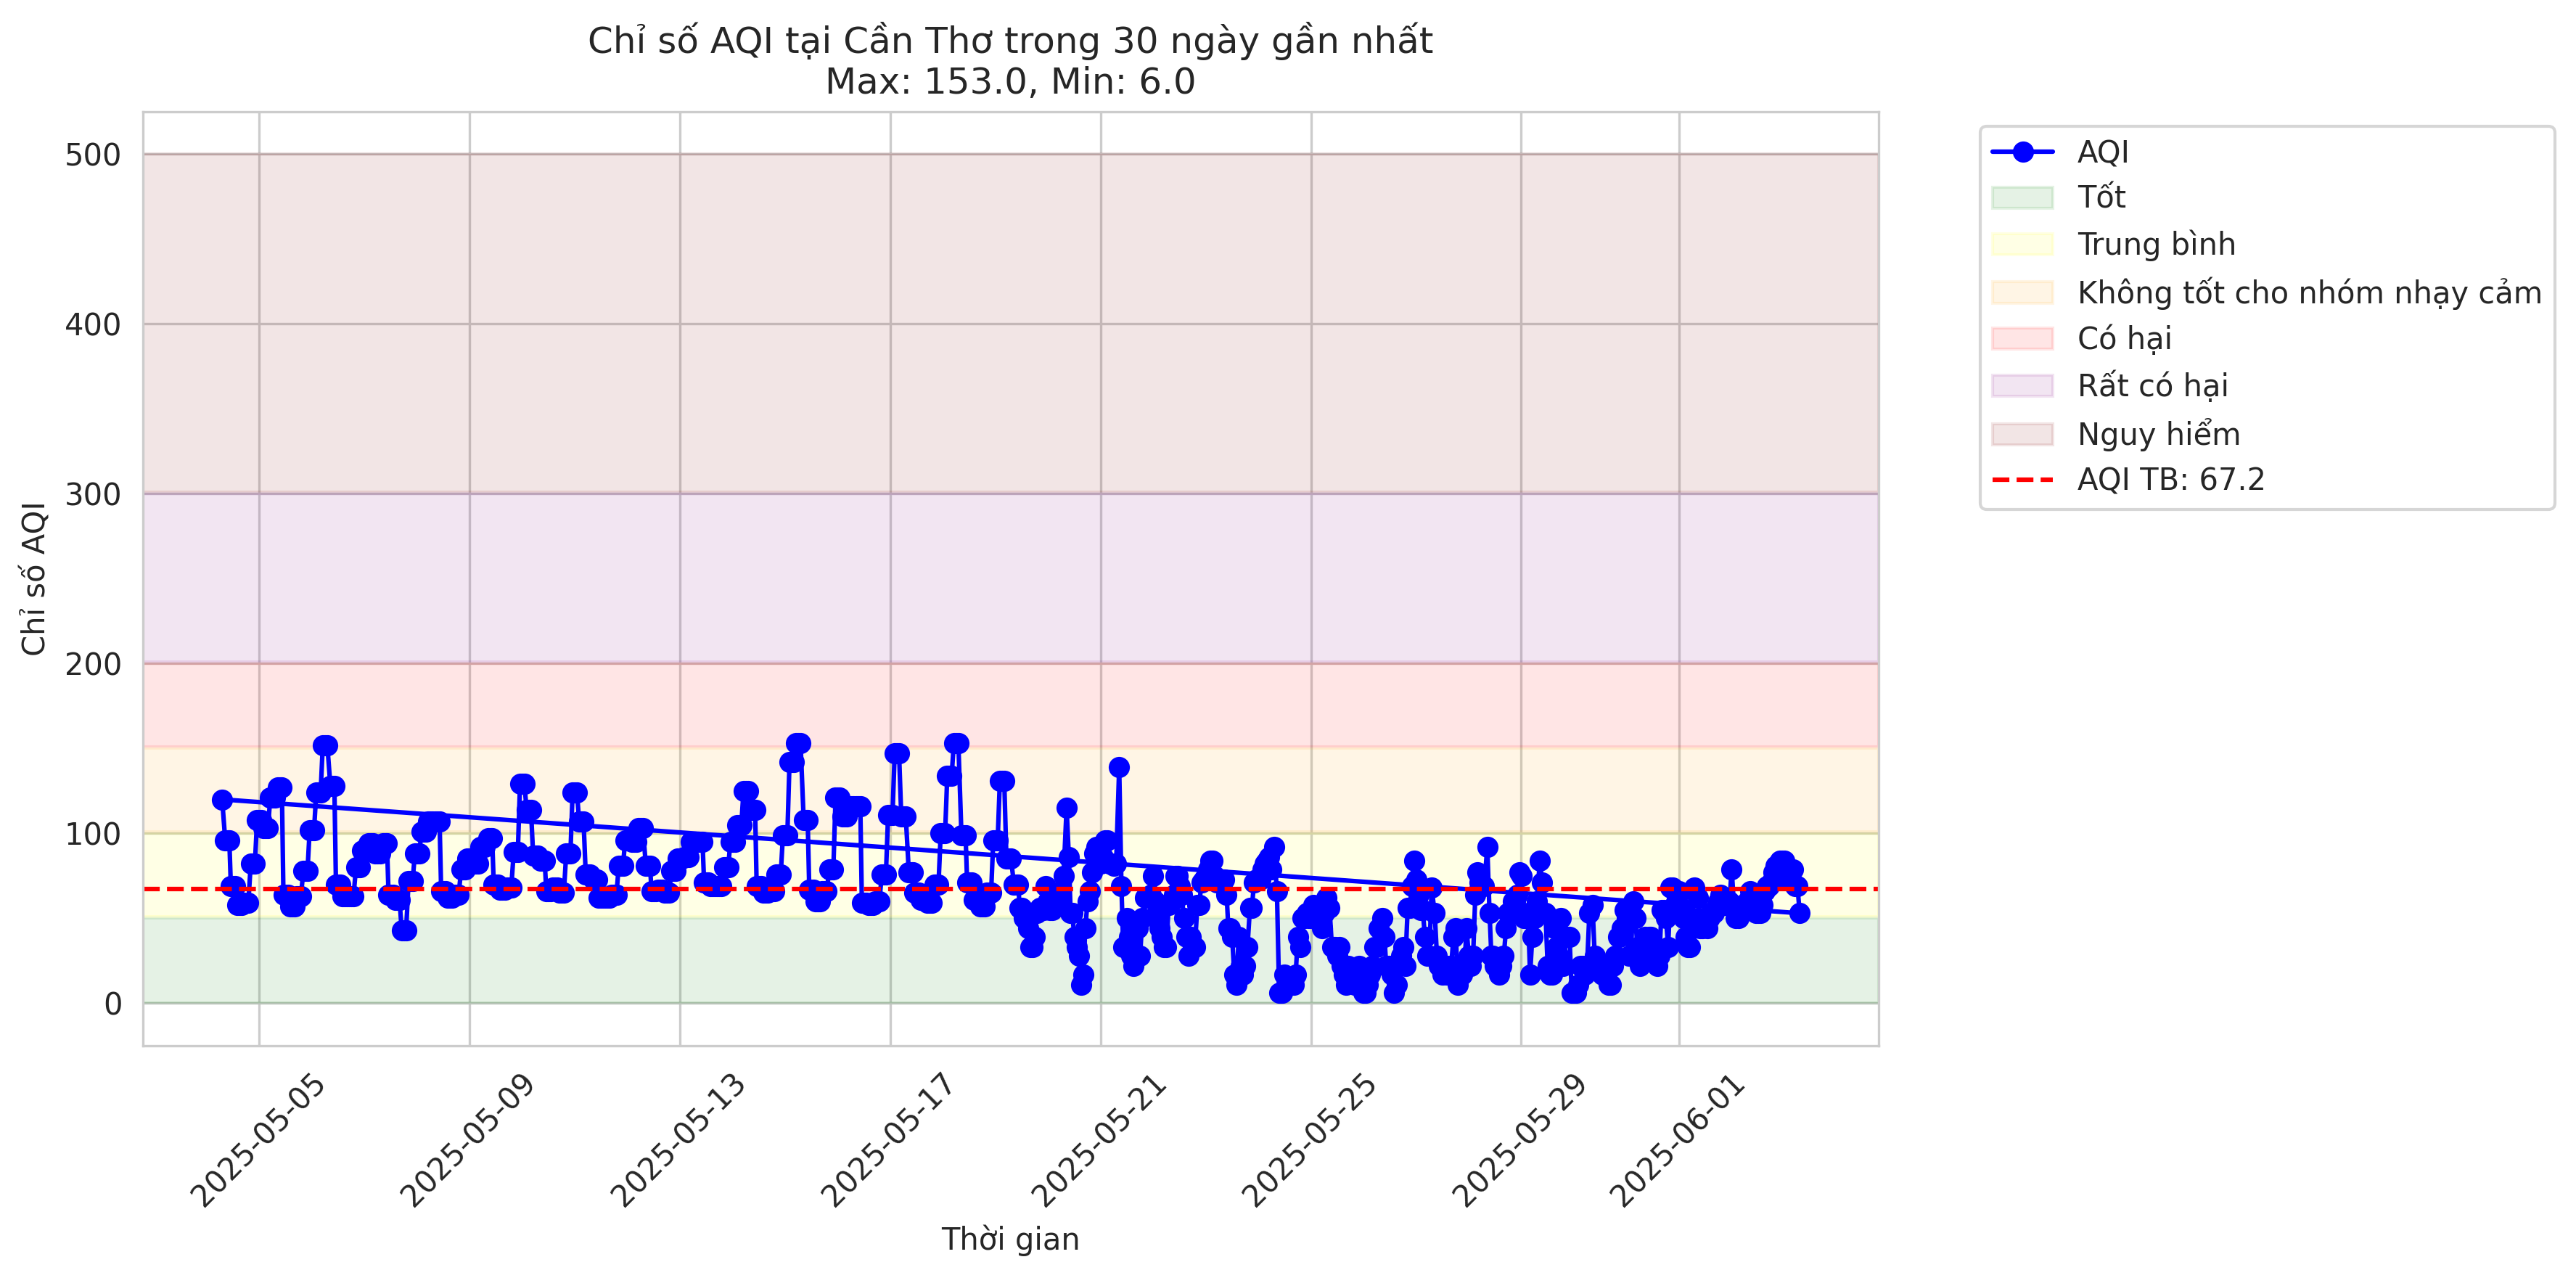 Chỉ số AQI tại Cần Thơ trong 30 ngày gần nhất
Max: 153.0, Min: 6.0
Chỉ số AQI
500
400
300
200
100
0
2025-05-05
2025-05-09
2025-05-13
2025-05-17
2025-05-21
2025-05-25
2025-05-29
2025-06-01
Thời gian
AQI
Tốt
Trung bình
Không tốt cho nhóm nhạy cảm
Có hại
Rất có hại
Nguy hiểm
AQI TB: 67.2